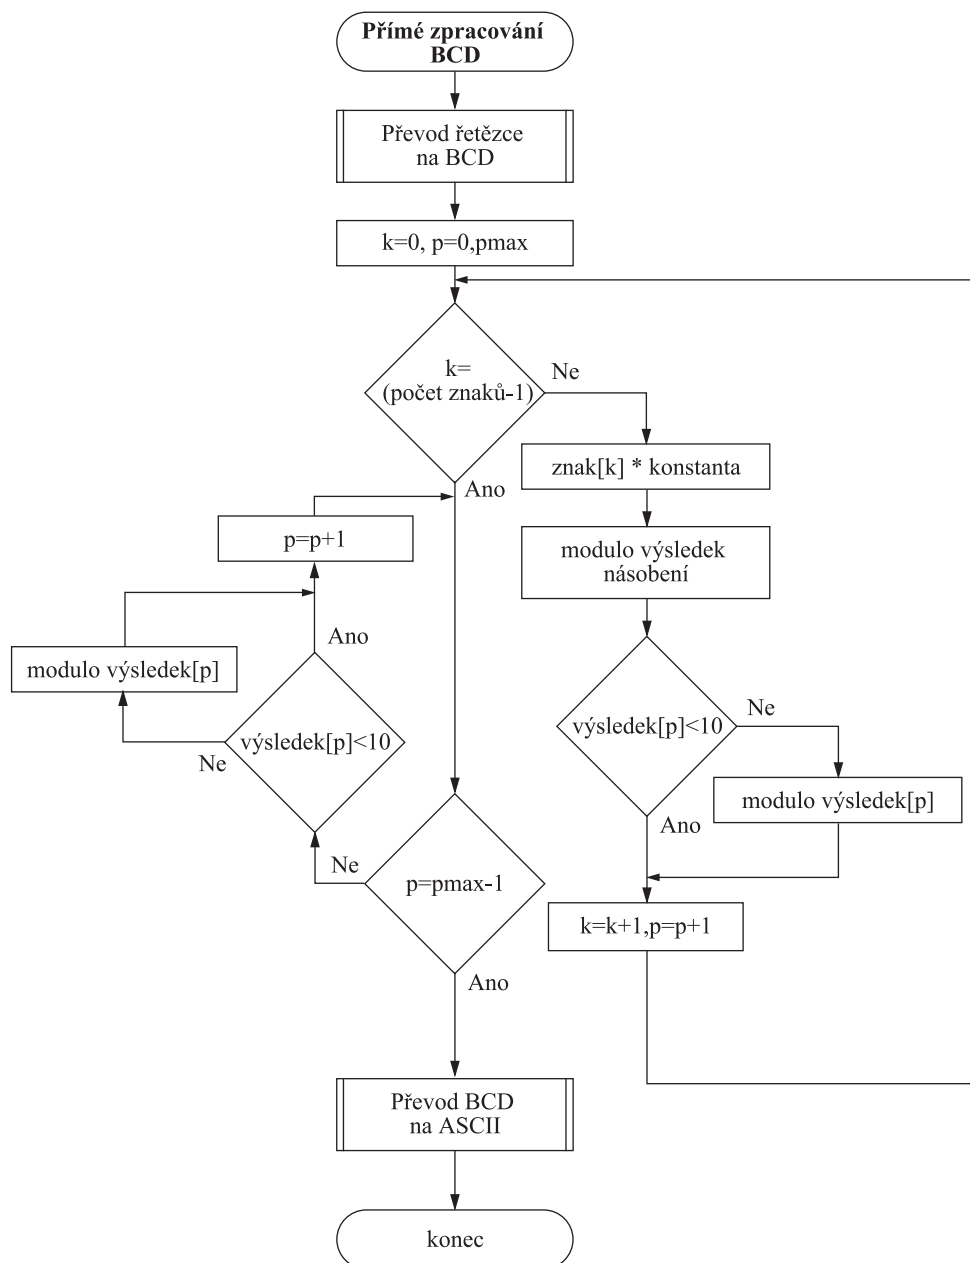 Přímé zpracování
BCD
Převod řetězce
na BCD
k=0, p=0,pmax
k=
(počet znaků-1)
Ne
Ano
znak[k] * konstanta
modulo výsledek
násobení
výsledek[p]<10
Ne
modulo výsledek[p]
Ano
k=k+1,p=p+1
p=p+1
Ano
modulo výsledek[p]
výsledek[p]<10
Ne
Ne
p=pmax-1
Ano
Převod BCD
na ASCII
konec